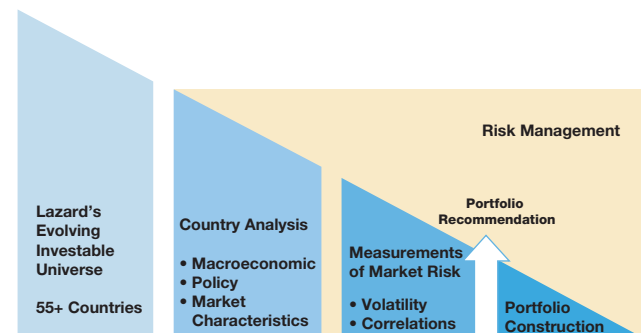 Risk Management
Portfolio
Recommendation
Lazard's
Evolving
Investable
Universe
55+ Countries
Country Analysis
• Macroeconomic
• Policy
• Market
Characteristics
Measurements
of Market Risk
• Volatility
• Correlations
Portfolio
Construction